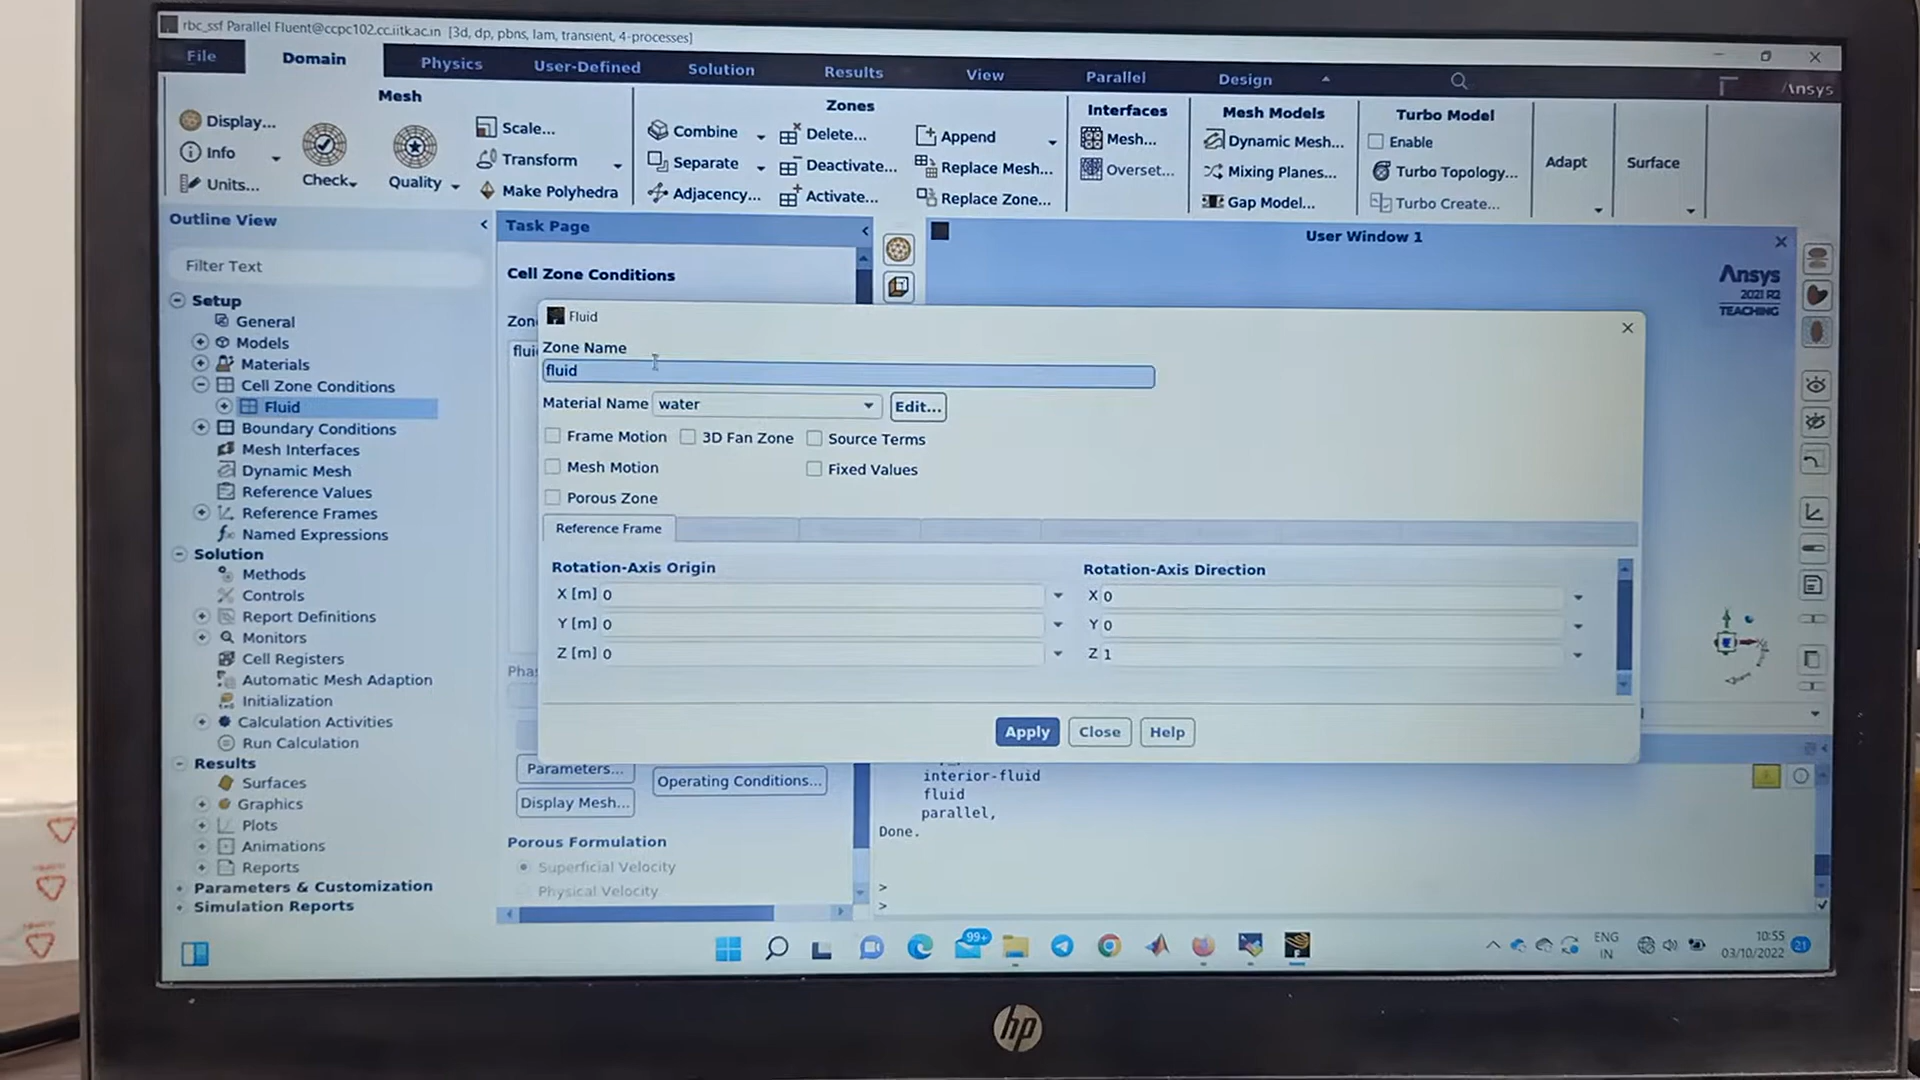 rbc_ssf Parallel Fluent@ccpc102.cc.iitk.ac.in [3d, dp, pbns, lam, transient, 4-processes]
File Domain Physics User-Defined Solution Results View Parallel Design
Ansys
Mesh
Display...
Info
Units...
Check
Quality
Scale...
Transform
Make Polyhedra
Zones
Combine
Separate
Adjacency...
Delete...
Deactivate...
Activate...
Append
Replace Mesh...
Replace Zone...
Interfaces
Mesh...
Overset...
Mesh Models
Dynamic Mesh...
Mixing Planes...
Gap Model...
Turbo Model
Enable
Turbo Topology...
Turbo Create...
Adapt
Surface
Outline View
Filter Text
Setup
General
Models
Materials
Cell Zone Conditions
Fluid
Boundary Conditions
Mesh Interfaces
Dynamic Mesh
Reference Values
Reference Frames
Named Expressions
Solution
Methods
Controls
Report Definitions
Monitors
Cell Registers
Automatic Mesh Adaption
Initialization
Calculation Activities
Run Calculation
Results
Surfaces
Graphics
Plots
Animations
Reports
Parameters & Customization
Simulation Reports
Task Page
Cell Zone Conditions
User Window 1
Ansys
2021 R2
TEACHING
Fluid
Zone Name
fluid
Material Name water Edit...
Frame Motion 3D Fan Zone Source Terms
Mesh Motion Fixed Values
Porous Zone
Reference Frame
Rotation-Axis Origin
X [m] 0
Y [m] 0
Z [m] 0
Rotation-Axis Direction
X 0
Y 0
Z 1
Apply Close Help
Parameters... Operating Conditions...
Display Mesh...
Porous Formulation
Superficial Velocity
Physical Velocity
interior-fluid
fluid
parallel,
Done.
>
>
99+
ENG
IN
10:55
03/10/2022
21
hp